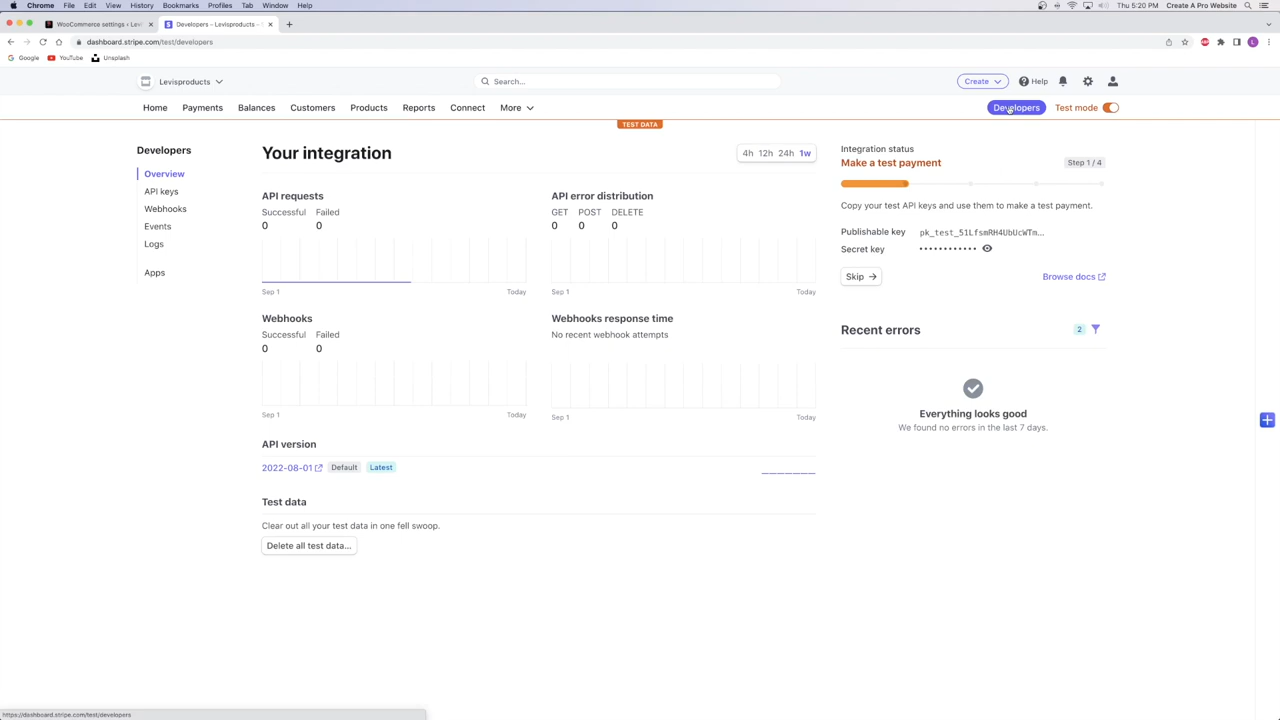 Chrome File Edit View History Bookmarks Profiles Tab Window Help Thu 5:20 PM Create A Pro Website
WooCommerce settings ‹ Levi Developers – Levisproducts –
dashboard.stripe.com/test/developers
Google YouTube Unsplash
Levisproducts Search... Create Help
Home Payments Balances Customers Products Reports Connect More Developers Test mode
TEST DATA
Developers
Overview
API keys
Webhooks
Events
Logs
Apps
Your integration
4h 12h 24h 1w
API requests
Successful Failed
0 0
Sep 1 Today
API error distribution
GET POST DELETE
0 0 0
Sep 1 Today
Webhooks
Successful Failed
0 0
Sep 1 Today
Webhooks response time
No recent webhook attempts
Sep 1 Today
API version
2022-08-01 Default Latest
Test data
Clear out all your test data in one fell swoop.
Delete all test data...
Integration status
Make a test payment Step 1 / 4
Copy your test API keys and use them to make a test payment.
Publishable key pk_test_51LfsmRH4UbUcWTm...
Secret key ••••••••••••
Skip → Browse docs
Recent errors 2
Everything looks good
We found no errors in the last 7 days.
https://dashboard.stripe.com/test/developers